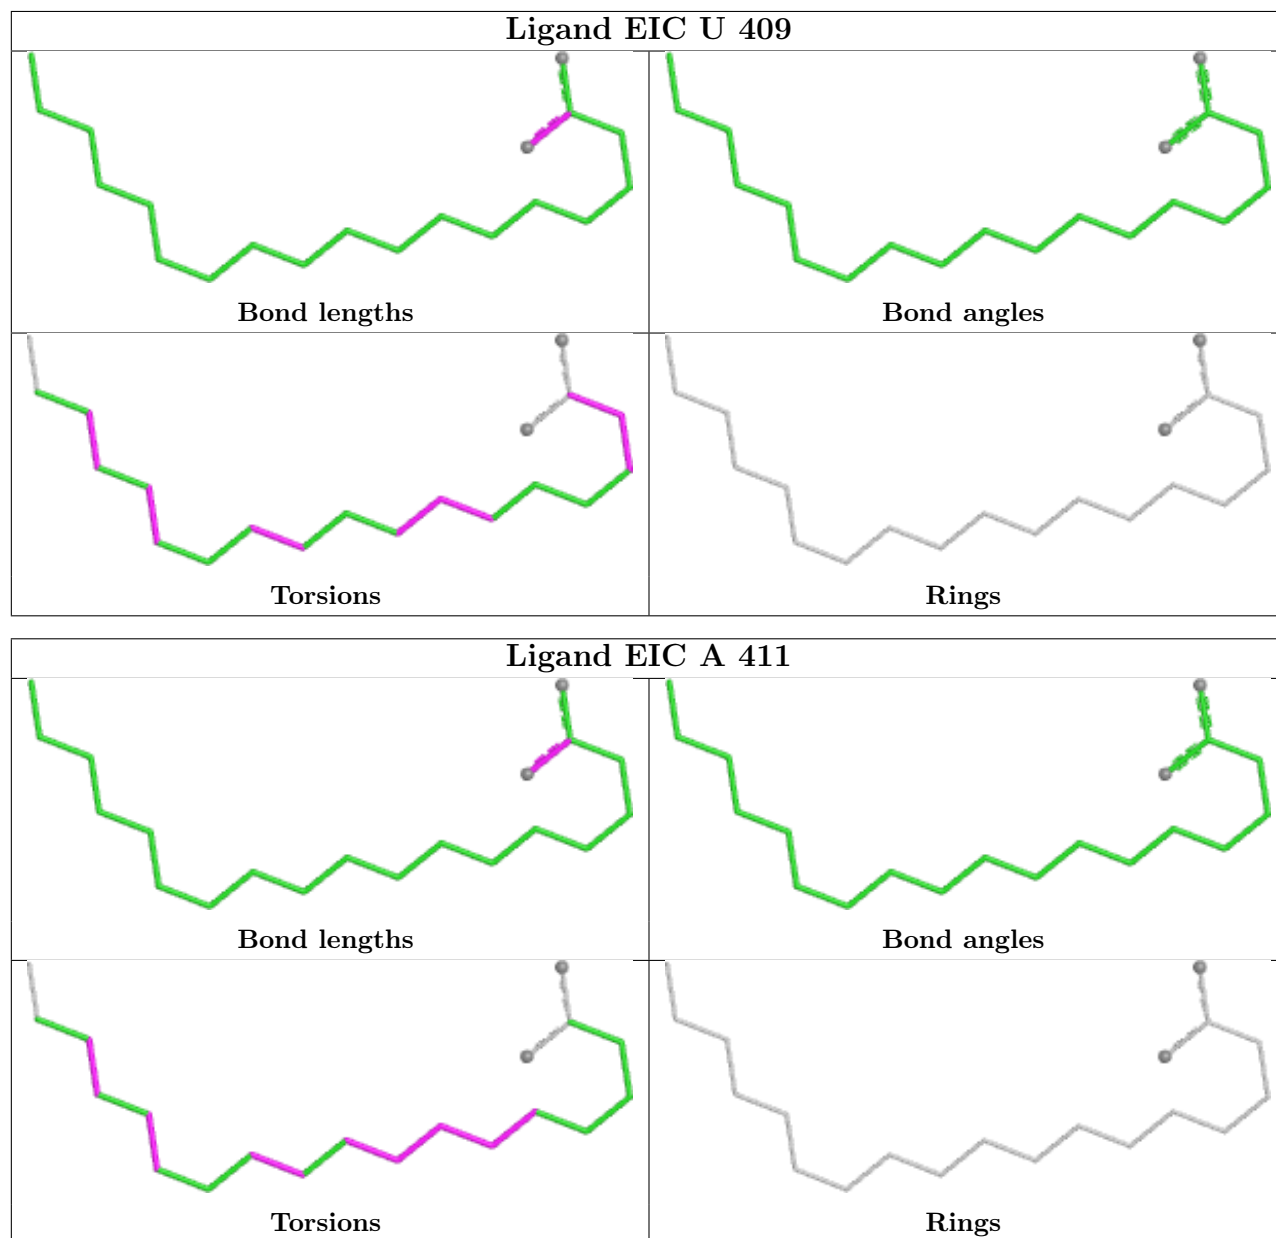 Ligand EIC U 409
Bond lengths
Bond angles
Torsions
Rings
Ligand EIC A 411
Bond lengths
Bond angles
Torsions
Rings